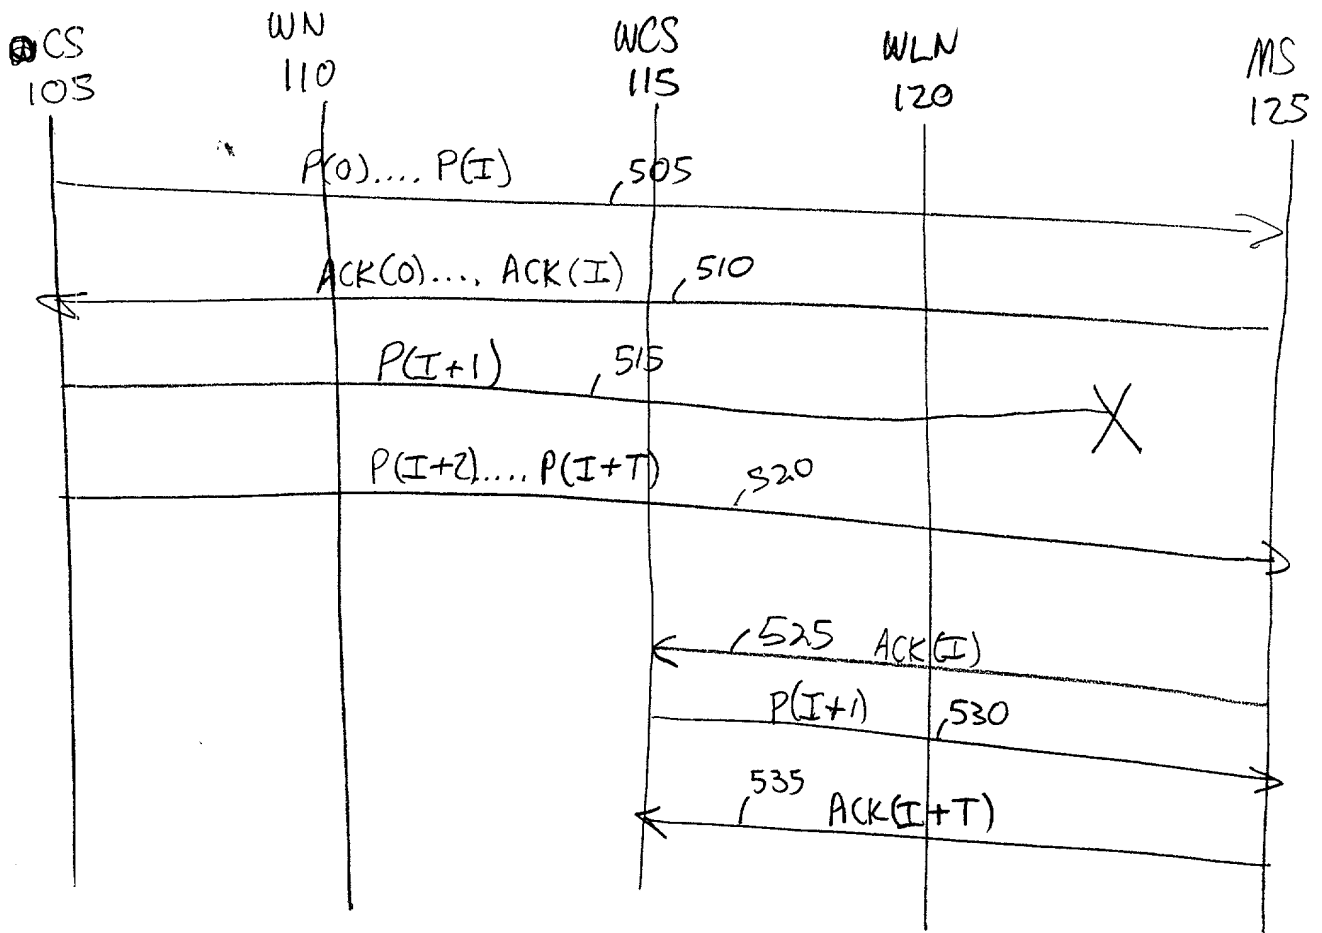 CS WN WCS WLN MS
105 110 115 120 125
P(0).... P(I) 505
ACK(0).... ACK(I) 510
P(I+1) 515
P(I+2)..... P(I+T) 520
525 ACK(I)
P(I+1) 530
535 ACK(I+T)